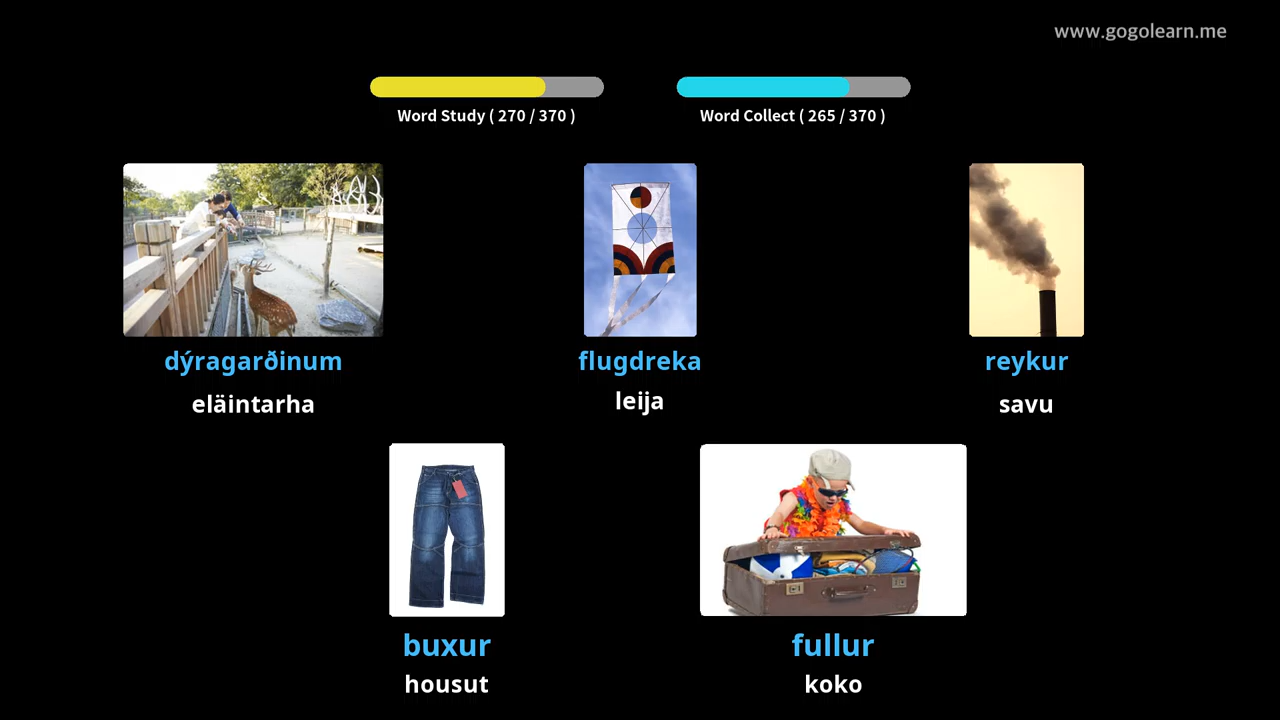 www.gogolearn.me
Word Study ( 270 / 370 )
Word Collect ( 265 / 370 )
dýragarðinum
flugdreka
reykur
eläintarha
leija
savu
buxur
fullur
housut
koko